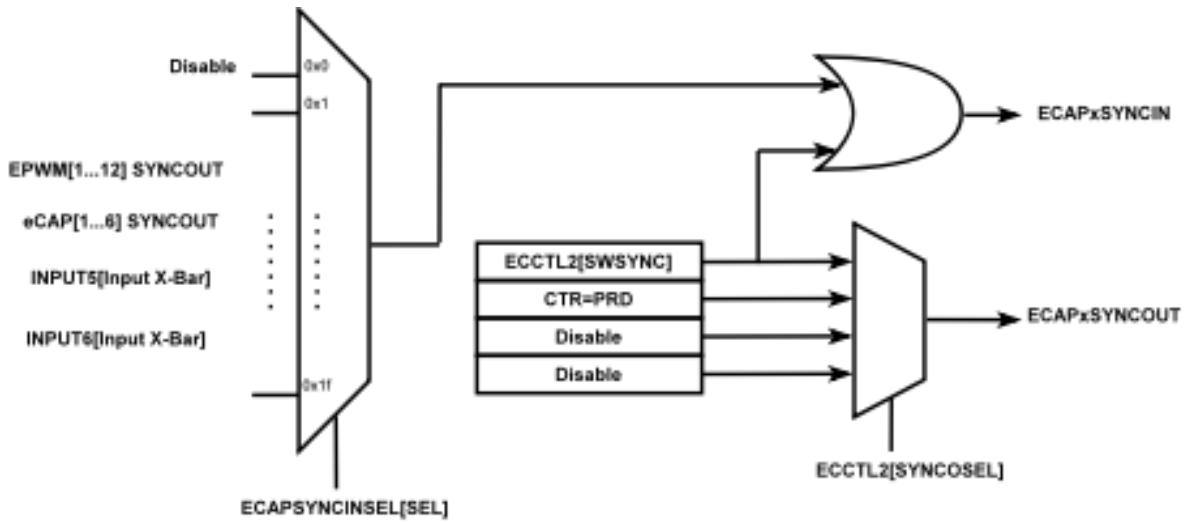 Disable
0x0
0x1
EPWM[1...12] SYNCOUT
eCAP[1...6] SYNCOUT
INPUT5[Input X-Bar]
INPUT6[Input X-Bar]
0x1f
ECAPSYNCINSEL[SEL]
ECAPxSYNCIN
ECCTL2[SWSYNC]
CTR=PRD
Disable
Disable
ECAPxSYNCOUT
ECCTL2[SYNCOSEL]